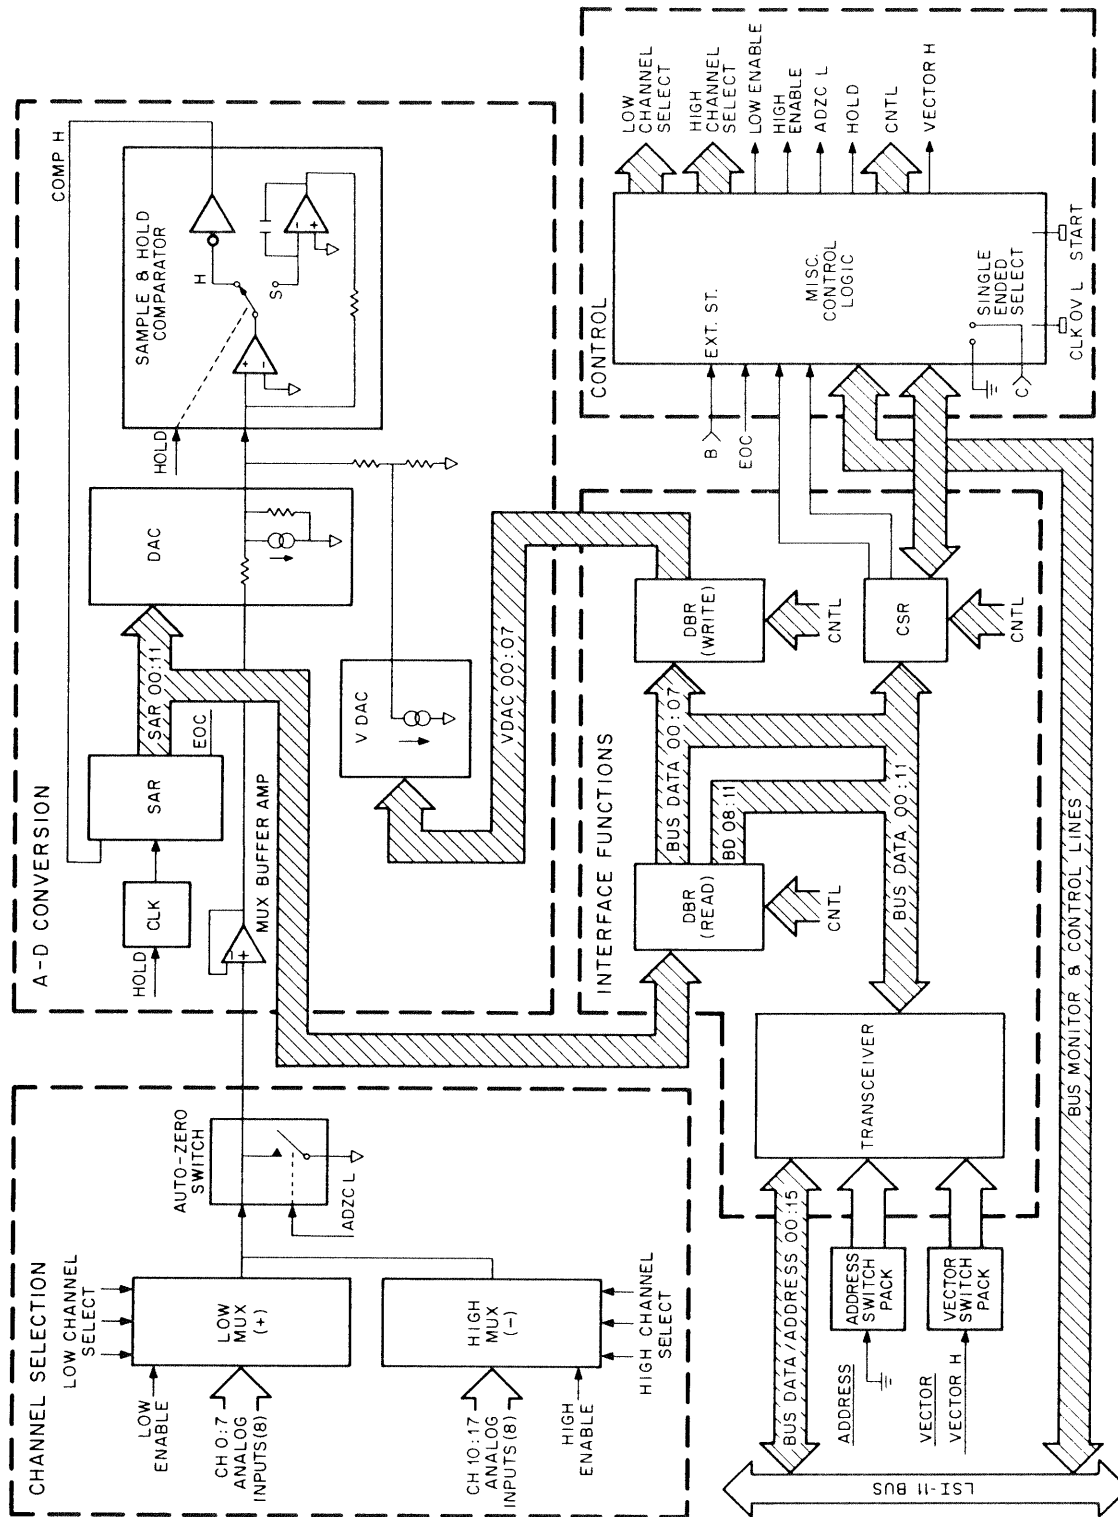 CHANNEL SELECTION
LOW CHANNEL
SELECT
LOW
ENABLE
LOW
MUX
(+)
CH 0:7
ANALOG
INPUTS (8)
HIGH
MUX
(-)
CH 10:17
ANALOG
INPUTS (8)
HIGH
ENABLE
HIGH CHANNEL
SELECT
AUTO-ZERO
SWITCH
ADZC L
A-D CONVERSION
HOLD
CLK
SAR
EOC
SAR 00:11
COMP H
MUX BUFFER AMP
-
+
DAC
V DAC
VDAC 00:07
HOLD
SAMPLE & HOLD
COMPARATOR
H
S
+
-
-
+
INTERFACE FUNCTIONS
DBR
(READ)
CNTL
BUS DATA 00:07
BD 08:11
BUS DATA 00:11
DBR
(WRITE)
CNTL
CSR
CNTL
TRANSCEIVER
BUS DATA/ADDRESS 00:15
ADDRESS
ADDRESS
SWITCH
PACK
VECTOR
VECTOR H
VECTOR
SWITCH
PACK
LSI-11 BUS
BUS MONITOR & CONTROL LINES
CONTROL
B
EXT. ST.
EOC
MISC.
CONTROL
LOGIC
SINGLE
ENDED
SELECT
C
CLK OV L
START
LOW
CHANNEL
SELECT
HIGH
CHANNEL
SELECT
LOW ENABLE
HIGH
ENABLE
ADZC L
HOLD
CNTL
VECTOR H